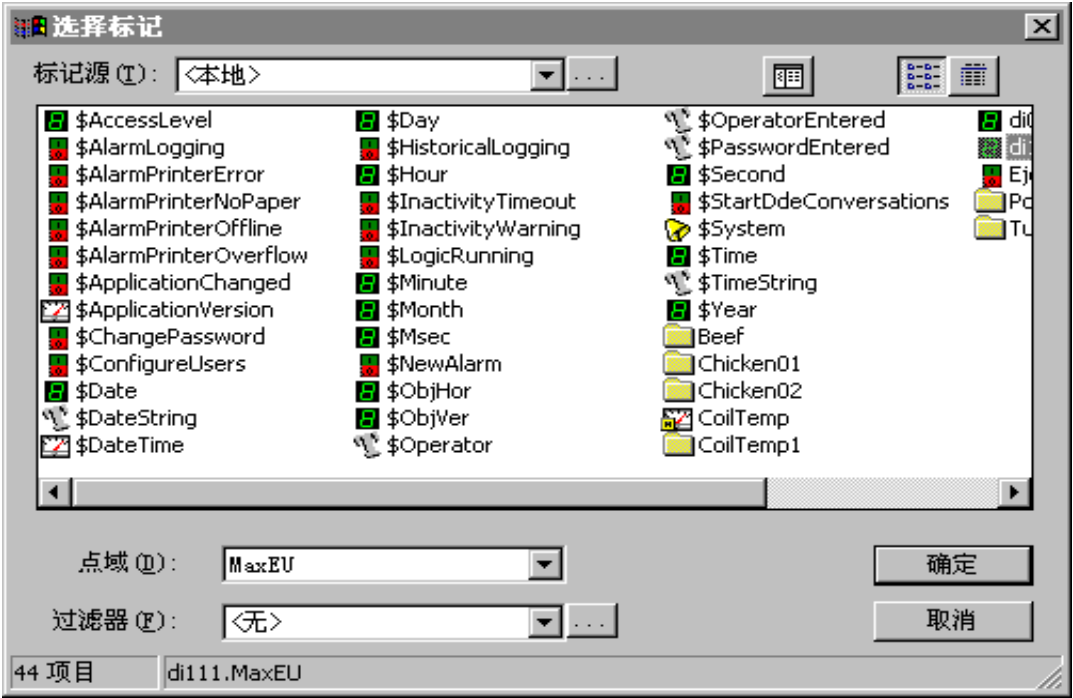 选择标记
标记源(T): <本地> ...
$AccessLevel
$AlarmLogging
$AlarmPrinterError
$AlarmPrinterNoPaper
$AlarmPrinterOffline
$AlarmPrinterOverflow
$ApplicationChanged
$ApplicationVersion
$ChangePassword
$ConfigureUsers
$Date
$DateString
$DateTime
$Day
$HistoricalLogging
$Hour
$InactivityTimeout
$InactivityWarning
$LogicRunning
$Minute
$Month
$Msec
$NewAlarm
$ObjHor
$ObjVer
$Operator
$OperatorEntered
$PasswordEntered
$Second
$StartDdeConversations
$System
$Time
$TimeString
$Year
Beef
Chicken01
Chicken02
CoilTemp
CoilTemp1
点域(D): MaxEU
确定
过滤器(F): <无> ...
取消
44 项目 di111.MaxEU